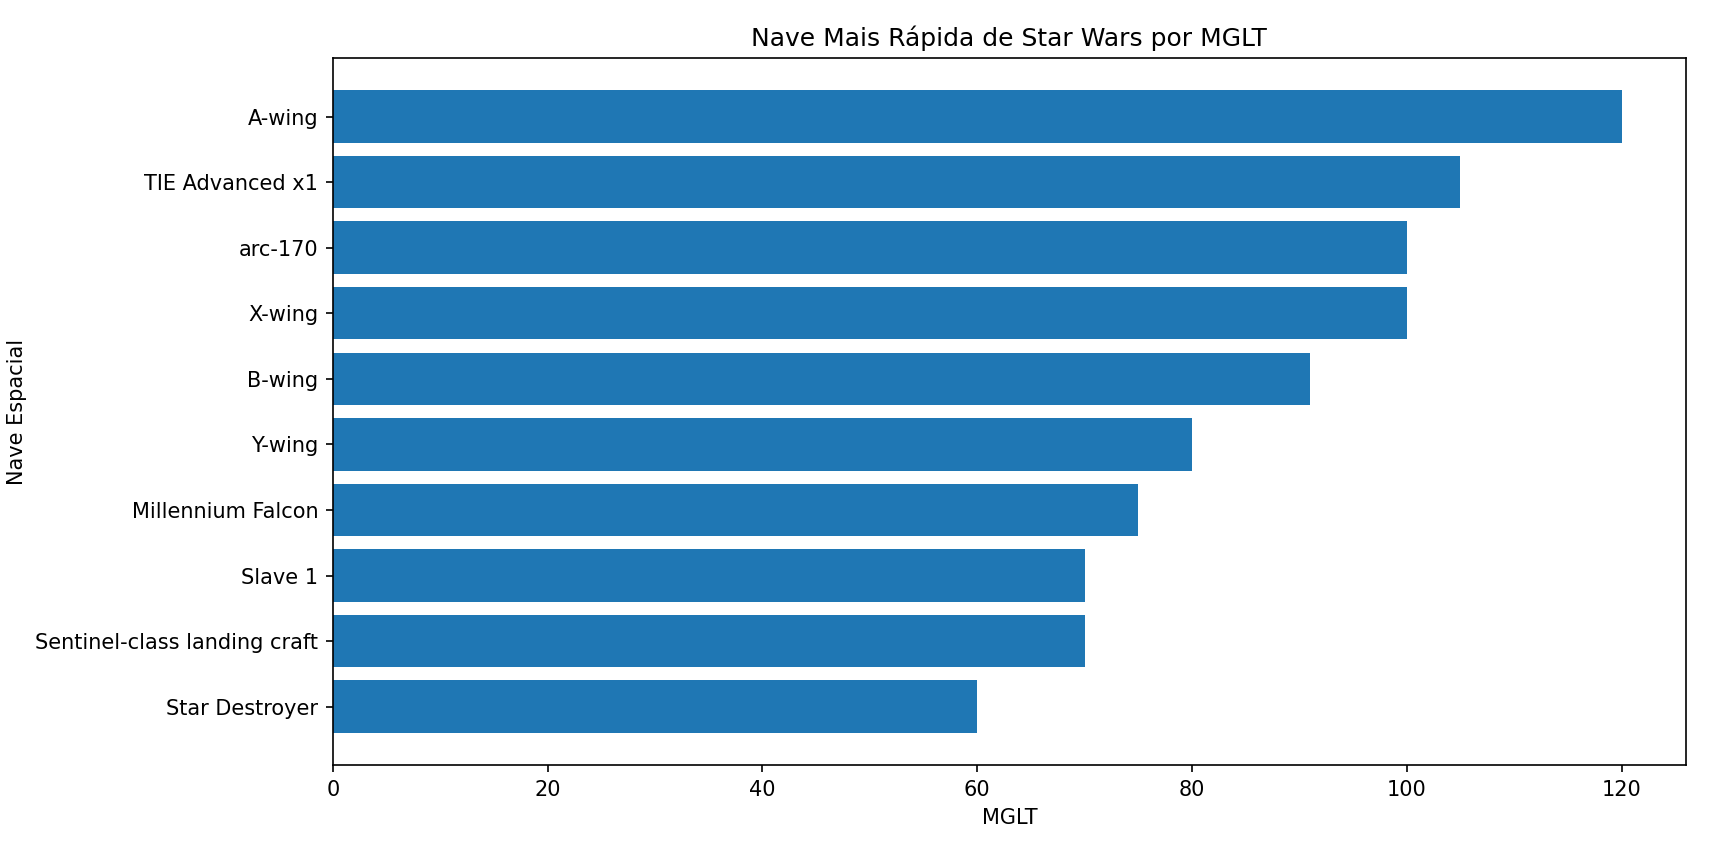 Nave Mais Rápida de Star Wars por MGLT
Nave Espacial
A-wing
TIE Advanced x1
arc-170
X-wing
B-wing
Y-wing
Millennium Falcon
Slave 1
Sentinel-class landing craft
Star Destroyer
0 20 40 60 80 100 120
MGLT